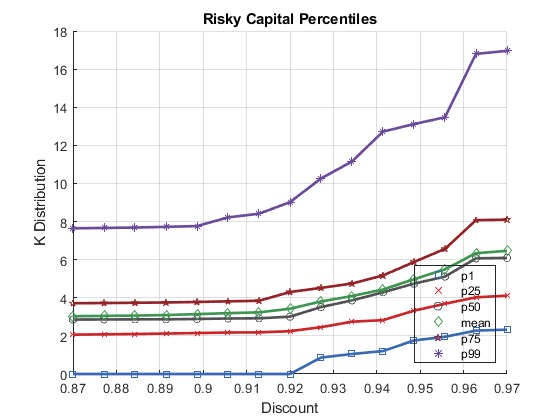 Risky Capital Percentiles
18
16
14
12
10
8
6
4
2
0
K Distribution
p1
p25
p50
mean
p75
p99
0.87 0.88 0.89 0.9 0.91 0.92 0.93 0.94 0.95 0.96 0.97
Discount